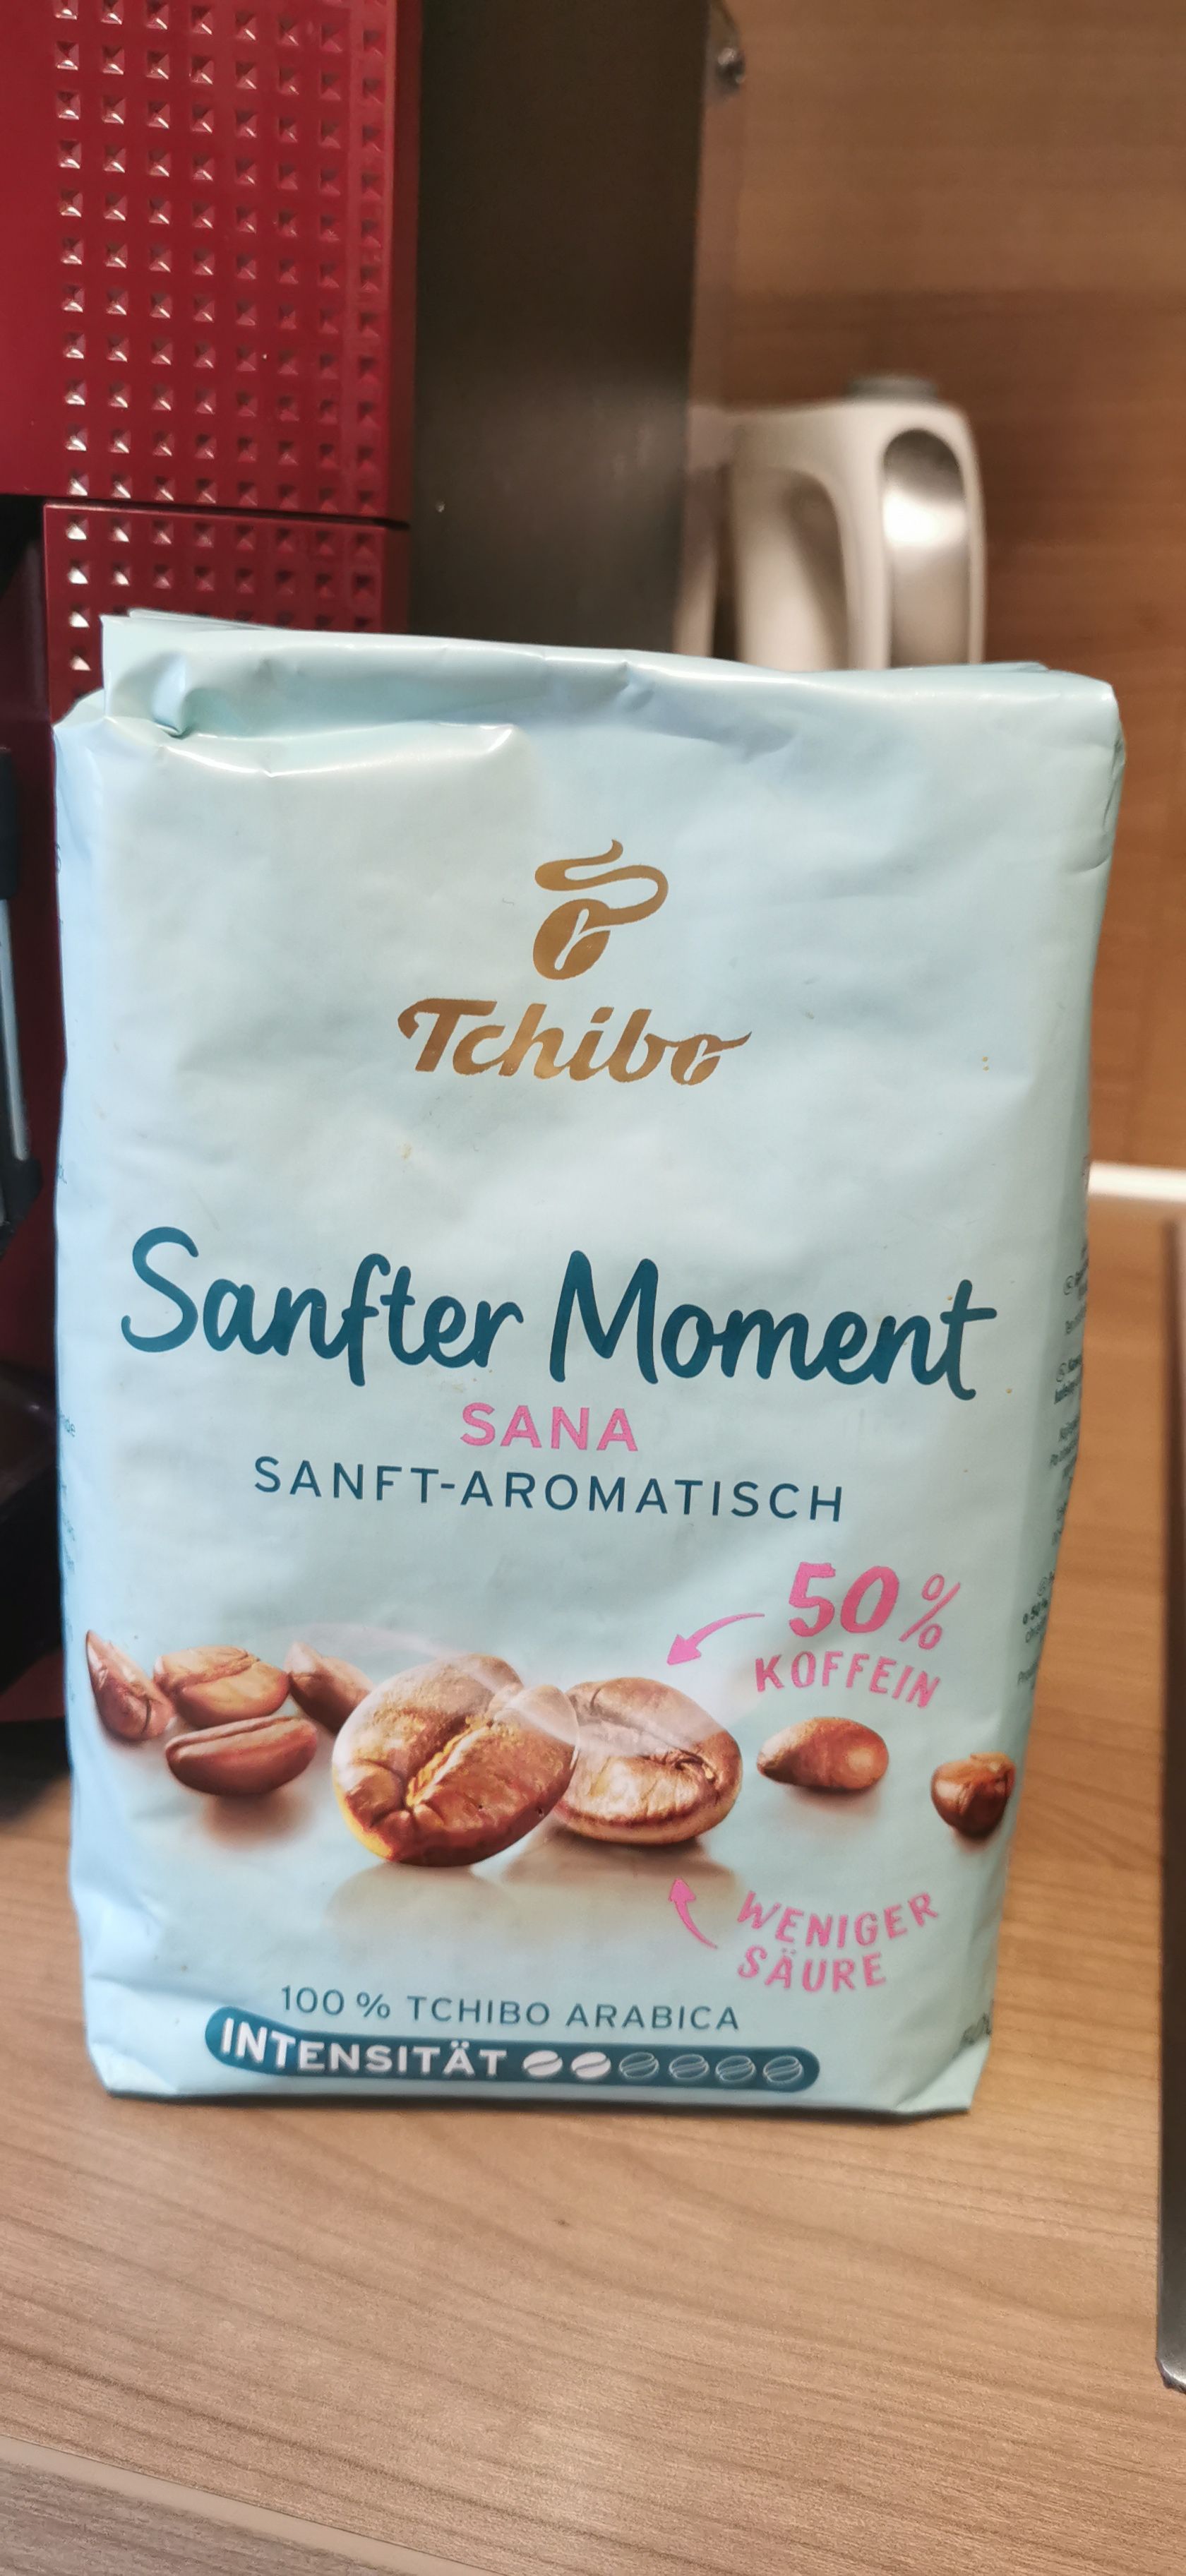 Tchibo
Sanfter Moment
SANA
SANFT-AROMATISCH
50%
KOFFEIN
WENIGER
SÄURE
100 % TCHIBO ARABICA
INTENSITÄT